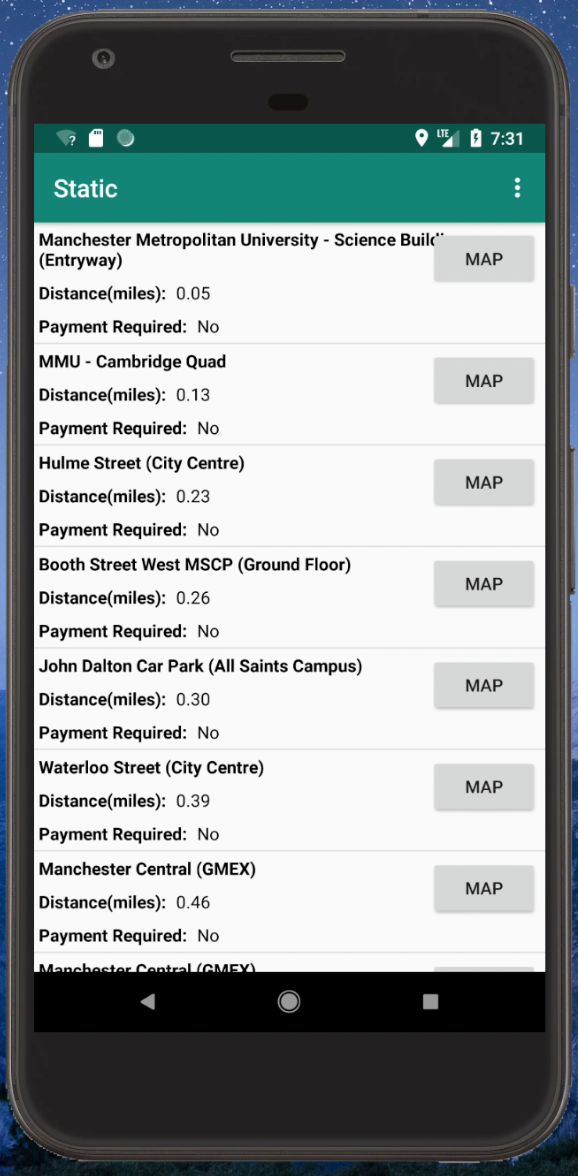 ?
LTE
7:31
Static
Manchester Metropolitan University - Science
(Entryway)
MAP
Distance(miles): 0.05
Payment Required: No
MMU - Cambridge Quad
MAP
Distance(miles): 0.13
Payment Required: No
Hulme Street (City Centre)
MAP
Distance(miles): 0.23
Payment Required: No
Booth Street West MSCP (Ground Floor)
MAP
Distance(miles): 0.26
Payment Required: No
John Dalton Car Park (All Saints Campus)
MAP
Distance(miles): 0.30
Payment Required: No
Waterloo Street (City Centre)
MAP
Distance(miles): 0.39
Payment Required: No
Manchester Central (GMEX)
MAP
Distance(miles): 0.46
Payment Required: No
Manchester Central (GMEX)